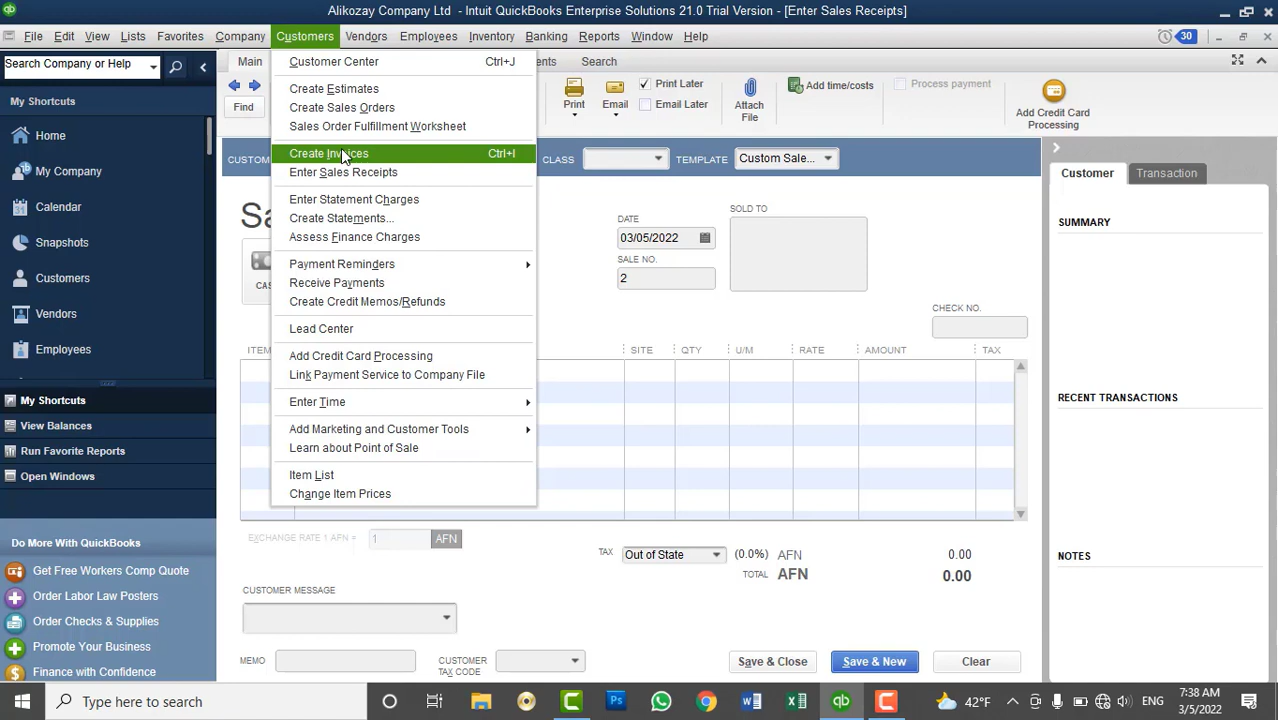 Alikozay Company Ltd  - Intuit QuickBooks Enterprise Solutions 21.0 Trial Version - [Enter Sales Receipts]
File Edit View Lists Favorites Company Customers Vendors Employees Inventory Banking Reports Window Help 30
Search Company or Help
My Shortcuts
Home
My Company
Calendar
Snapshots
Customers
Vendors
Employees
My Shortcuts
View Balances
Run Favorite Reports
Open Windows
Do More With QuickBooks
Get Free Workers Comp Quote
Order Labor Law Posters
Order Checks & Supplies
Promote Your Business
Finance with Confidence
Main
Search
Find
Print
Email
Print Later
Email Later
Attach
File
Add time/costs
Process payment
Add Credit Card
Processing
Customer Center Ctrl+J
Create Estimates
Create Sales Orders
Sales Order Fulfillment Worksheet
Create Invoices Ctrl+I
Enter Sales Receipts
Enter Statement Charges
Create Statements...
Assess Finance Charges
Payment Reminders
Receive Payments
Create Credit Memos/Refunds
Lead Center
Add Credit Card Processing
Link Payment Service to Company File
Enter Time
Add Marketing and Customer Tools
Learn about Point of Sale
Item List
Change Item Prices
CLASS
TEMPLATE Custom Sale...
DATE
03/05/2022
SALE NO.
2
SOLD TO
CHECK NO.
ITEM SITE QTY U/M RATE AMOUNT TAX
EXCHANGE RATE 1 AFN = 1 AFN
TAX Out of State (0.0%) AFN 0.00
TOTAL AFN 0.00
CUSTOMER MESSAGE
MEMO
CUSTOMER
TAX CODE
Save & Close Save & New Clear
Customer Transaction
SUMMARY
RECENT TRANSACTIONS
NOTES
Type here to search
42°F
ENG
7:38 AM
3/5/2022